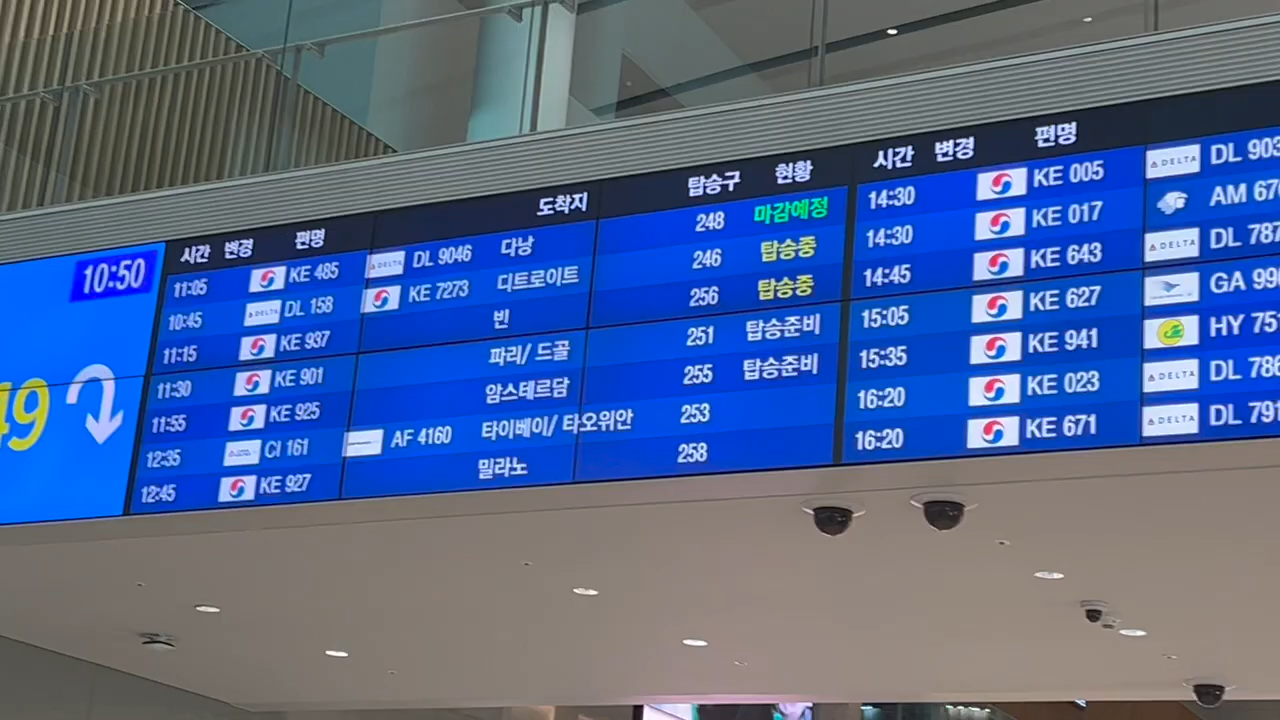 10:50
49
시간 변경 편명 도착지 탑승구 현황
11:05 KE 485 DELTA DL 9046 다낭 248 마감예정
10:45 DELTA DL 158 KE 7273 디트로이트 246 탑승중
11:15 KE 937 빈 256 탑승중
11:30 KE 901 파리/ 드골 251 탑승준비
11:55 KE 925 암스테르담 255 탑승준비
12:35 CI 161 AF 4160 타이베이/ 타오위안 253
12:45 KE 927 밀라노 258
시간 변경 편명
14:30 KE 005 DELTA DL 903
14:30 KE 017 AM 67
14:45 KE 643 DELTA DL 787
15:05 KE 627 GA 99
15:35 KE 941 HY 75
16:20 KE 023 DELTA DL 786
16:20 KE 671 DELTA DL 791